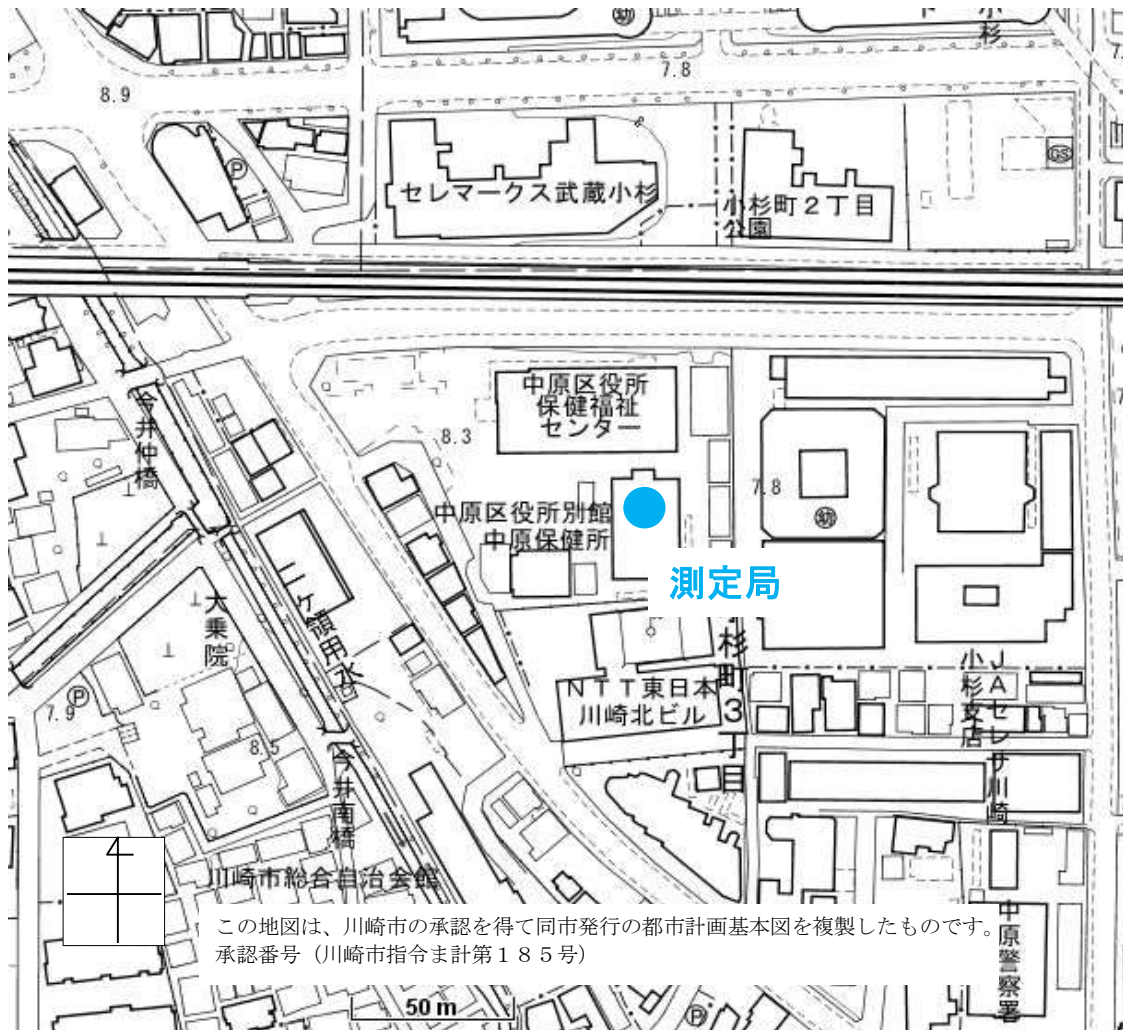 幼
小杉
7.8
8.9
P
GS
セレマークス武蔵小杉
小杉町2丁目
公園
中原区役所
保健福祉
センター
今井仲橋
8.3
7.8
中原区役所別館
中原保健所
幼
測定局
二ヶ領用水
大乗院
杉町3丁目
NTT東日本
川崎北ビル
JAセレサ川崎
小杉支店
P
7.9
8.5
今井南橋
川崎市総合自治会館
この地図は、川崎市の承認を得て同市発行の都市計画基本図を複製したものです。
承認番号(川崎市指令ま計第185号)
中原警察署
50 m
P